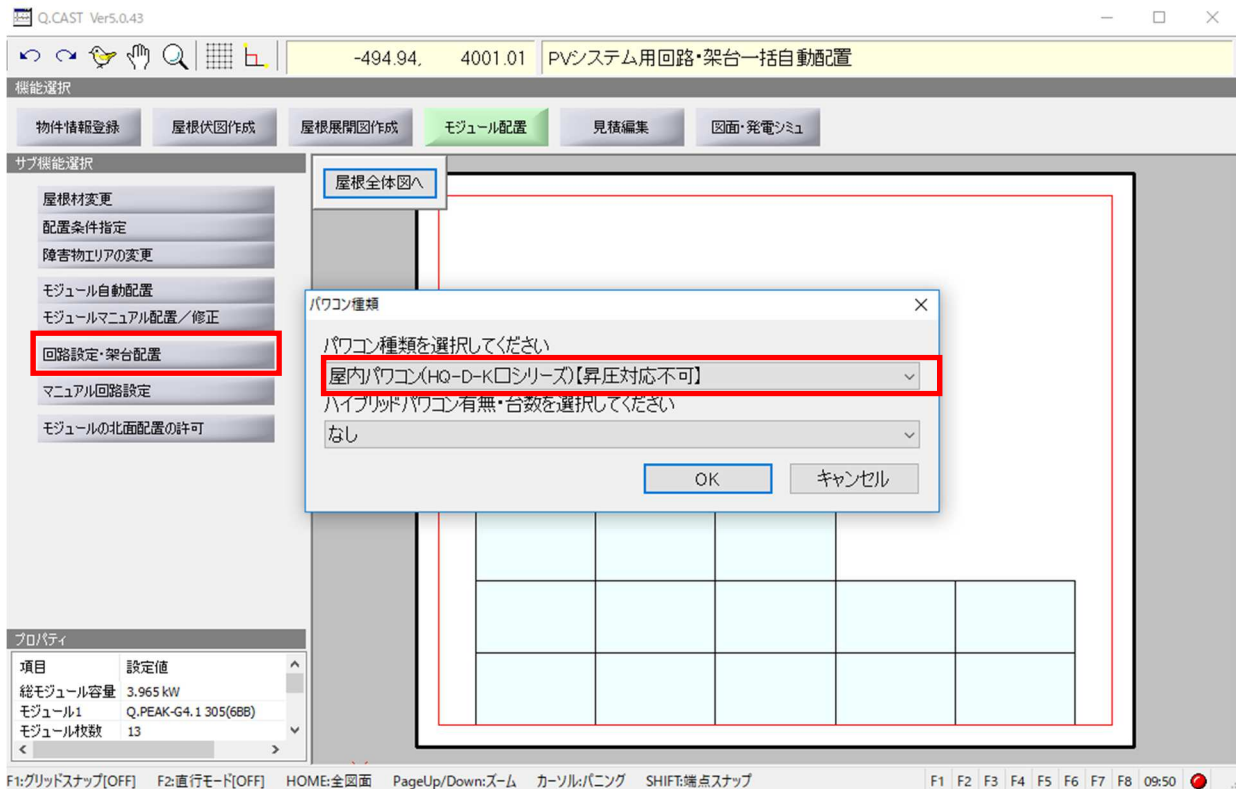 Q.CAST Ver5.0.43
-494.94, 4001.01 PVシステム用回路・架台一括自動配置
機能選択
物件情報登録 屋根伏図作成 屋根展開図作成 モジュール配置 見積編集 図面・発電シミュ
サブ機能選択
屋根全体図へ
屋根材変更
配置条件指定
障害物エリアの変更
モジュール自動配置
モジュールマニュアル配置／修正
回路設定・架台配置
マニュアル回路設定
モジュールの北面配置の許可
パワコン種類
パワコン種類を選択してください
屋内パワコン(HQ-D-K□シリーズ)【昇圧対応不可】
ハイブリッドパワコン有無・台数を選択してください
なし
OK キャンセル
プロパティ
項目 設定値
総モジュール容量 3.965 kW
モジュール1 Q.PEAK-G4.1 305(6BB)
モジュール枚数 13
F1:グリッドスナップ[OFF] F2:直行モード[OFF] HOME:全図面 PageUp/Down:ズーム カーソル:パニング SHIFT:端点スナップ F1 F2 F3 F4 F5 F6 F7 F8 09:50